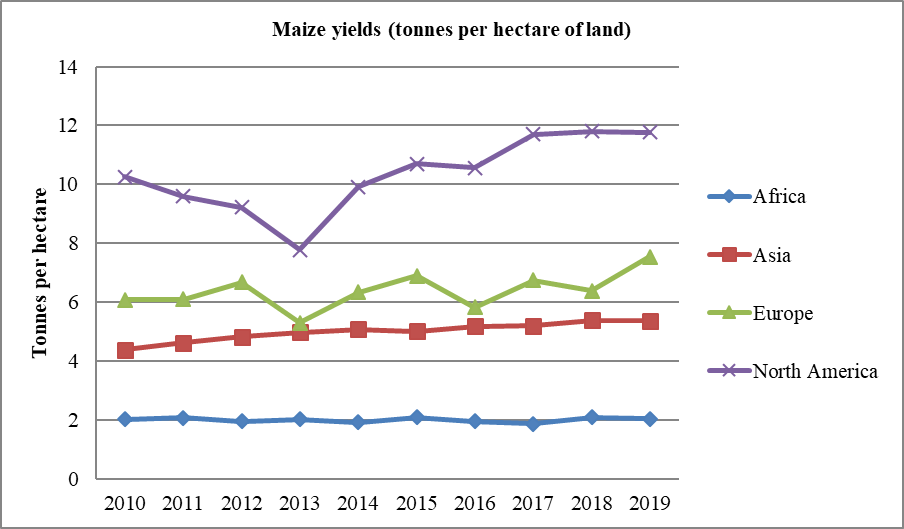 Maize yields (tonnes per hectare of land)
Tonnes per hectare
14
12
10
8
6
4
2
0
2010 2011 2012 2013 2014 2015 2016 2017 2018 2019
Africa
Asia
Europe
North America